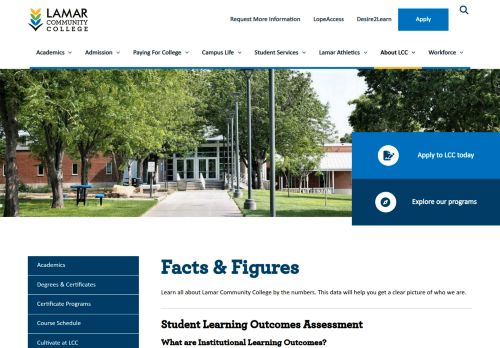 LAMAR
COMMUNITY
COLLEGE
Request More Information LopeAccess Desire2Learn Apply
Academics Admission Paying For College Campus Life Student Services Lamar Athletics About LCC Workforce
Apply to LCC today
Explore our programs
Academics
Degrees & Certificates
Certificate Programs
Course Schedule
Cultivate at LCC
Facts & Figures
Learn all about Lamar Community College by the numbers. This data will help you get a clear picture of who we are.
Student Learning Outcomes Assessment
What are Institutional Learning Outcomes?